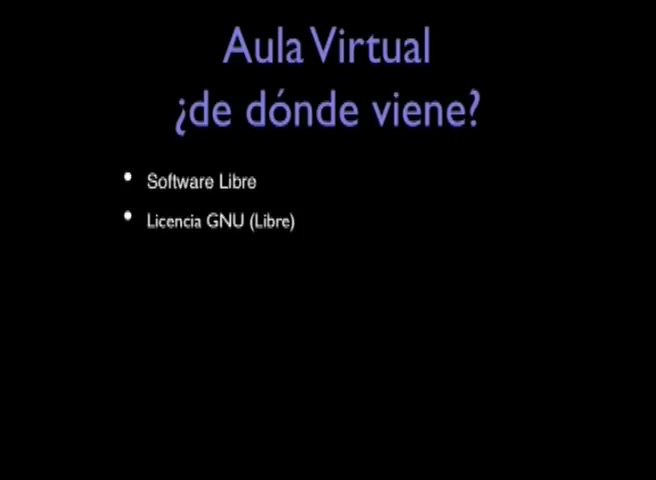 Aula Virtual
¿de dónde viene?
• Software Libre
• Licencia GNU (Libre)